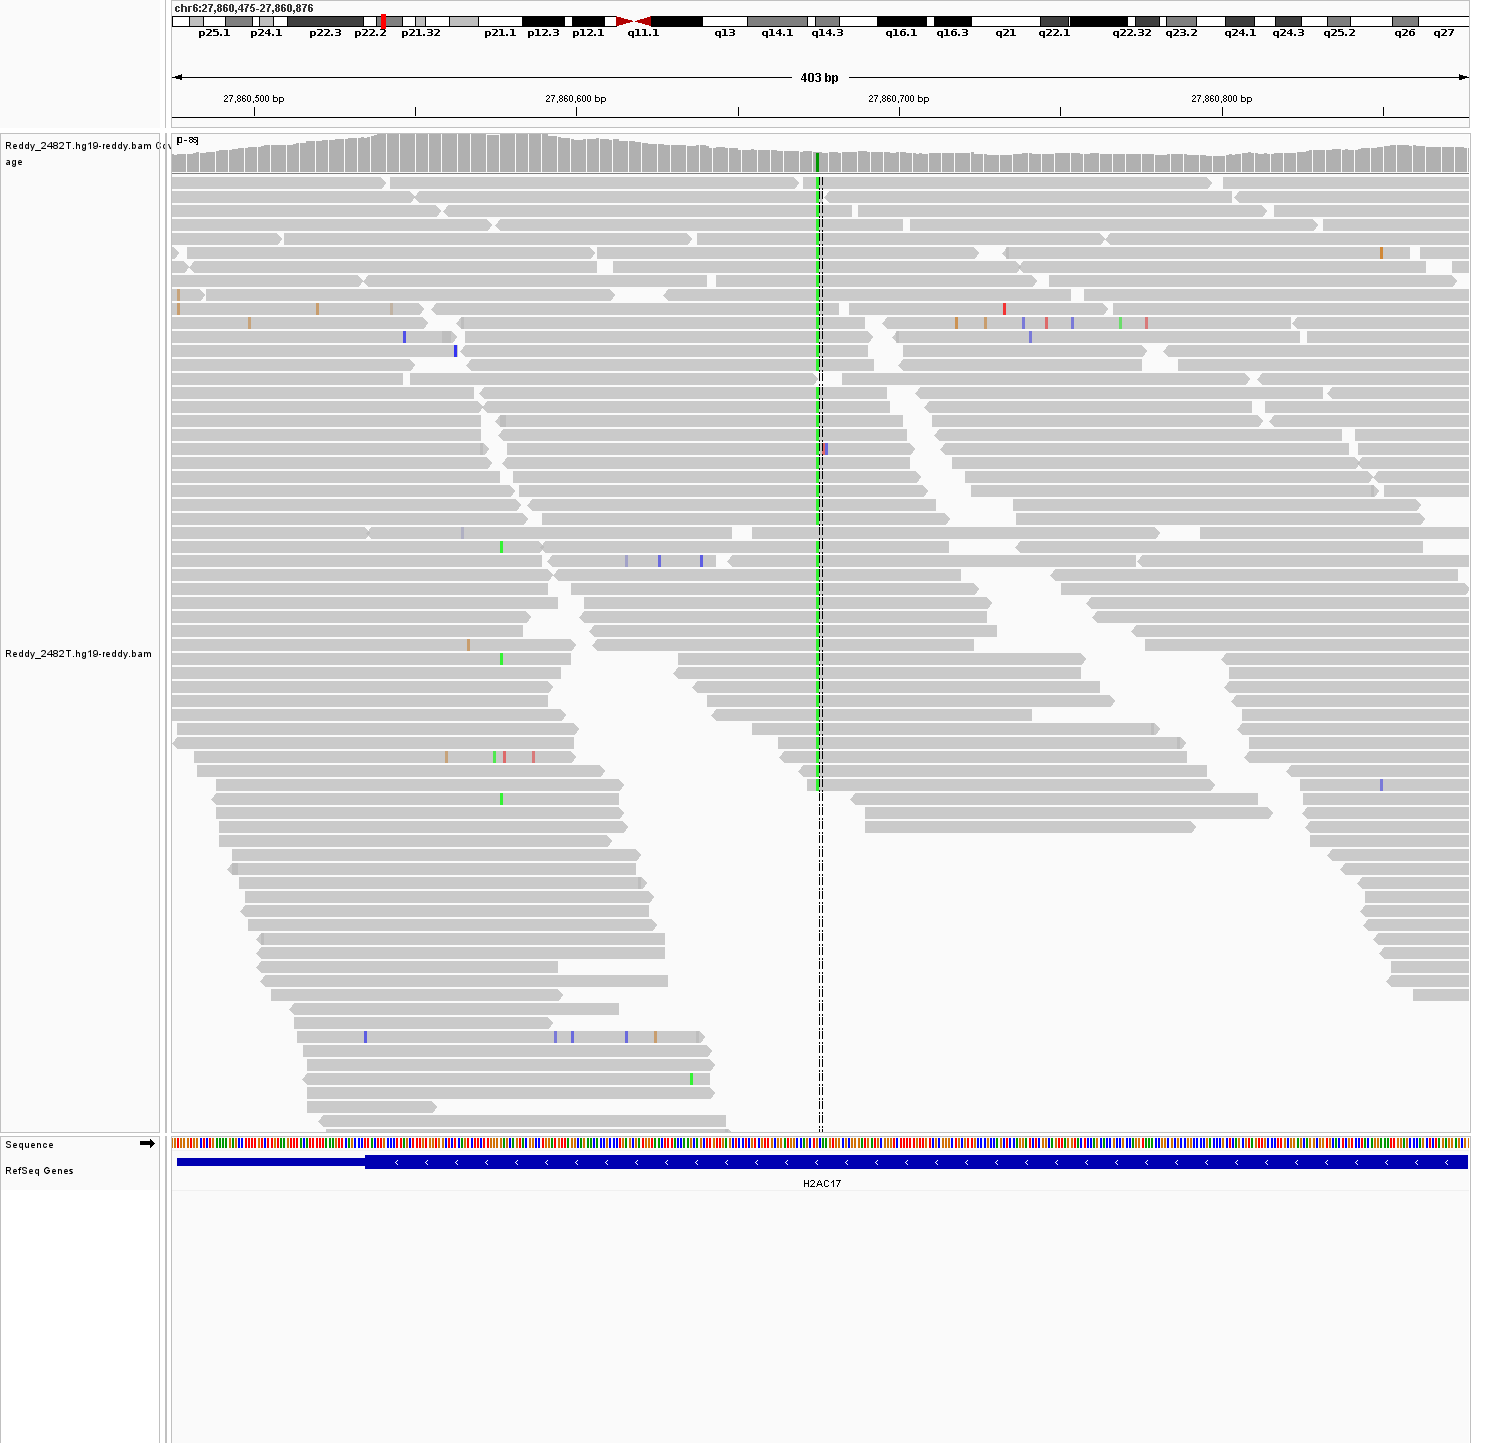 chr6:27,860,475-27,860,876
p25.1 p24.1 p22.3 p22.2 p21.32 p21.1 p12.3 p12.1 q11.1 q13 q14.1 q14.3 q16.1 q16.3 q21 q22.1 q22.32 q23.2 q24.1 q24.3 q25.2 q26 q27
403 bp
27,860,500 bp 27,860,600 bp 27,860,700 bp 27,860,800 bp
Reddy_2482T.hg19-reddy.bam Cov
age
[0-89]
Reddy_2482T.hg19-reddy.bam
Sequence
RefSeq Genes
H2AC17